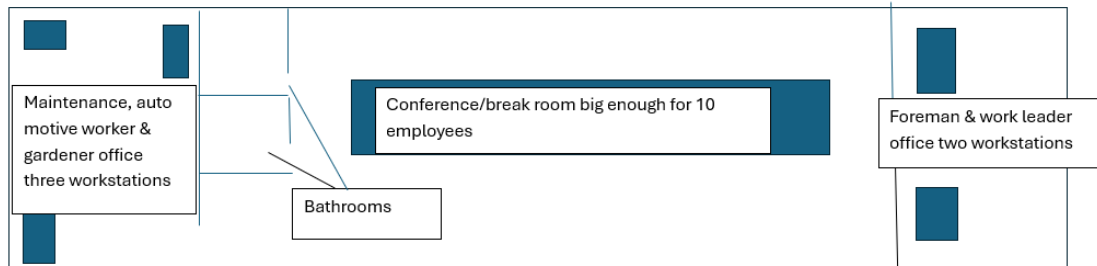 Maintenance, auto
motive worker &
gardener office
three workstations
Conference/break room big enough for 10
employees
Bathrooms
Foreman & work leader
office two workstations